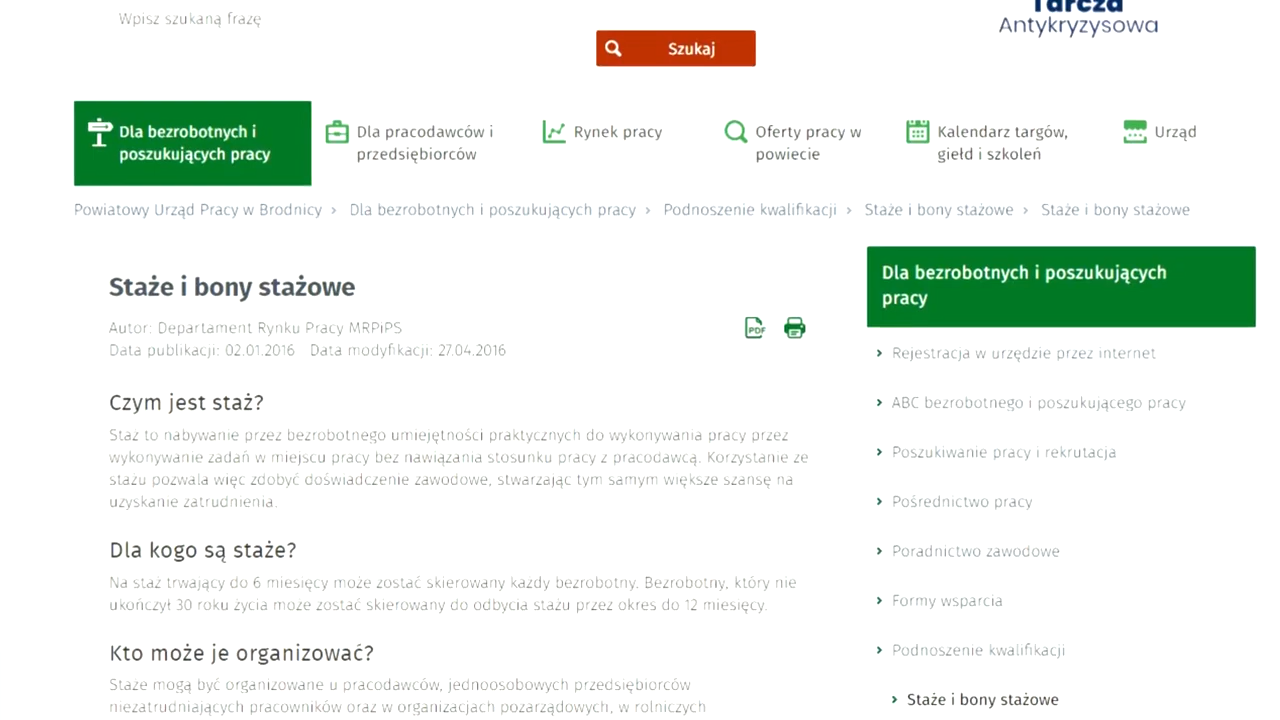 Wpisz szukaną frazę
Tarcza
Antykryzysowa
Szukaj
Dla bezrobotnych i
poszukujących pracy
Dla pracodawców i
przedsiębiorców
Rynek pracy
Oferty pracy w
powiecie
Kalendarz targów,
giełd i szkoleń
Urząd
Powiatowy Urząd Pracy w Brodnicy › Dla bezrobotnych i poszukujących pracy › Podnoszenie kwalifikacji › Staże i bony stażowe › Staże i bony stażowe
Staże i bony stażowe
Autor: Departament Rynku Pracy MRPiPS
Data publikacji: 02.01.2016 Data modyfikacji: 27.04.2016
PDF
Czym jest staż?
Staż to nabywanie przez bezrobotnego umiejętności praktycznych do wykonywania pracy przez
wykonywanie zadań w miejscu pracy bez nawiązania stosunku pracy z pracodawcą. Korzystanie ze
stażu pozwala więc zdobyć doświadczenie zawodowe, stwarzając tym samym większe szansę na
uzyskanie zatrudnienia.
Dla kogo są staże?
Na staż trwający do 6 miesięcy może zostać skierowany każdy bezrobotny. Bezrobotny, który nie
ukończył 30 roku życia może zostać skierowany do odbycia stażu przez okres do 12 miesięcy.
Kto może je organizować?
Staże mogą być organizowane u pracodawców, jednoosobowych przedsiębiorców
niezatrudniających pracowników oraz w organizacjach pozarządowych, w rolniczych
Dla bezrobotnych i poszukujących
pracy
› Rejestracja w urzędzie przez internet
› ABC bezrobotnego i poszukującego pracy
› Poszukiwanie pracy i rekrutacja
› Pośrednictwo pracy
› Poradnictwo zawodowe
› Formy wsparcia
› Podnoszenie kwalifikacji
› Staże i bony stażowe